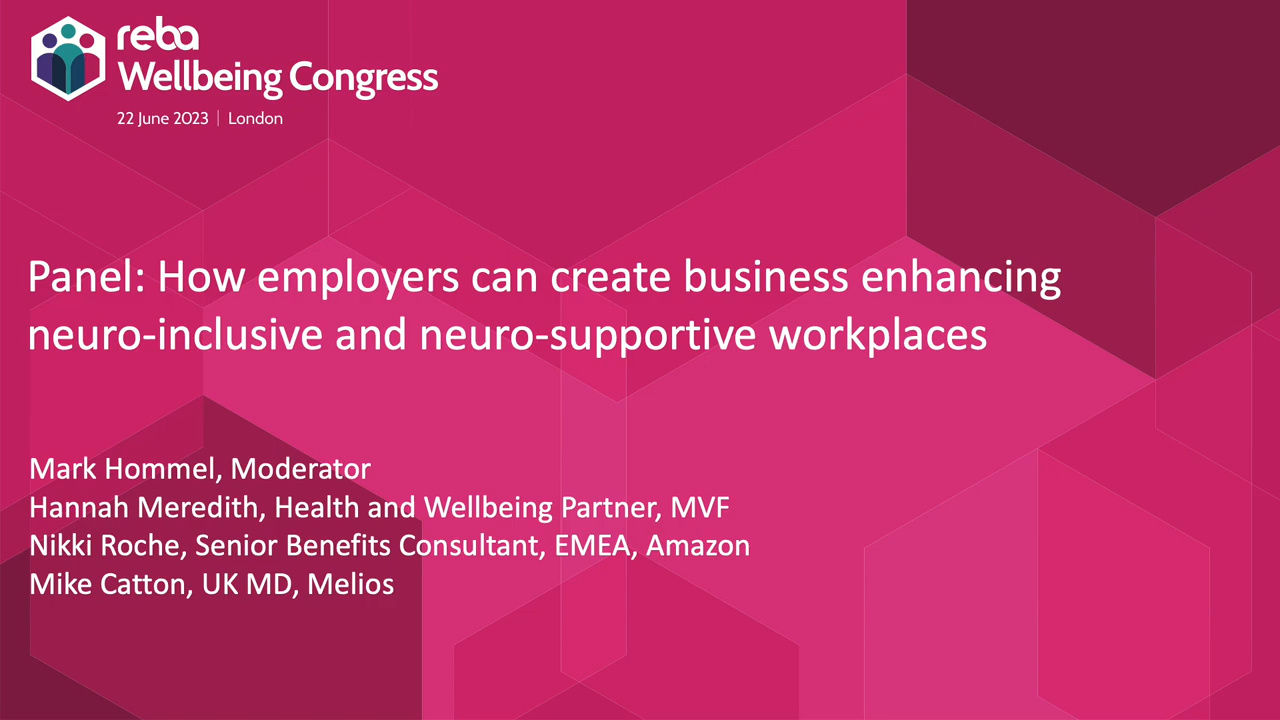 reba
Wellbeing Congress
22 June 2023 | London
Panel: How employers can create business enhancing
neuro-inclusive and neuro-supportive workplaces
Mark Hommel, Moderator
Hannah Meredith, Health and Wellbeing Partner, MVF
Nikki Roche, Senior Benefits Consultant, EMEA, Amazon
Mike Catton, UK MD, Melios